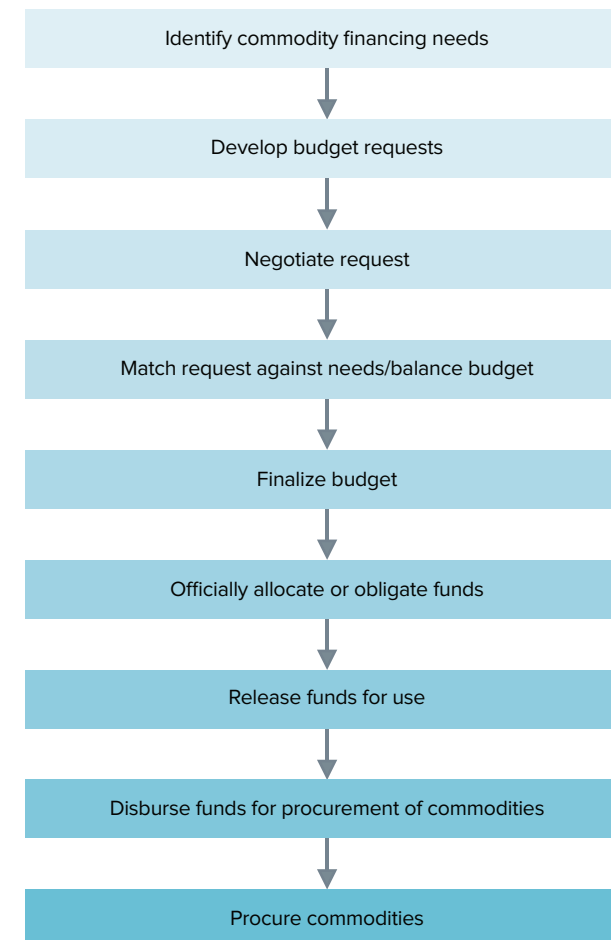 Identify commodity financing needs
Develop budget requests
Negotiate request
Match request against needs/balance budget
Finalize budget
Officially allocate or obligate funds
Release funds for use
Disburse funds for procurement of commodities
Procure commodities